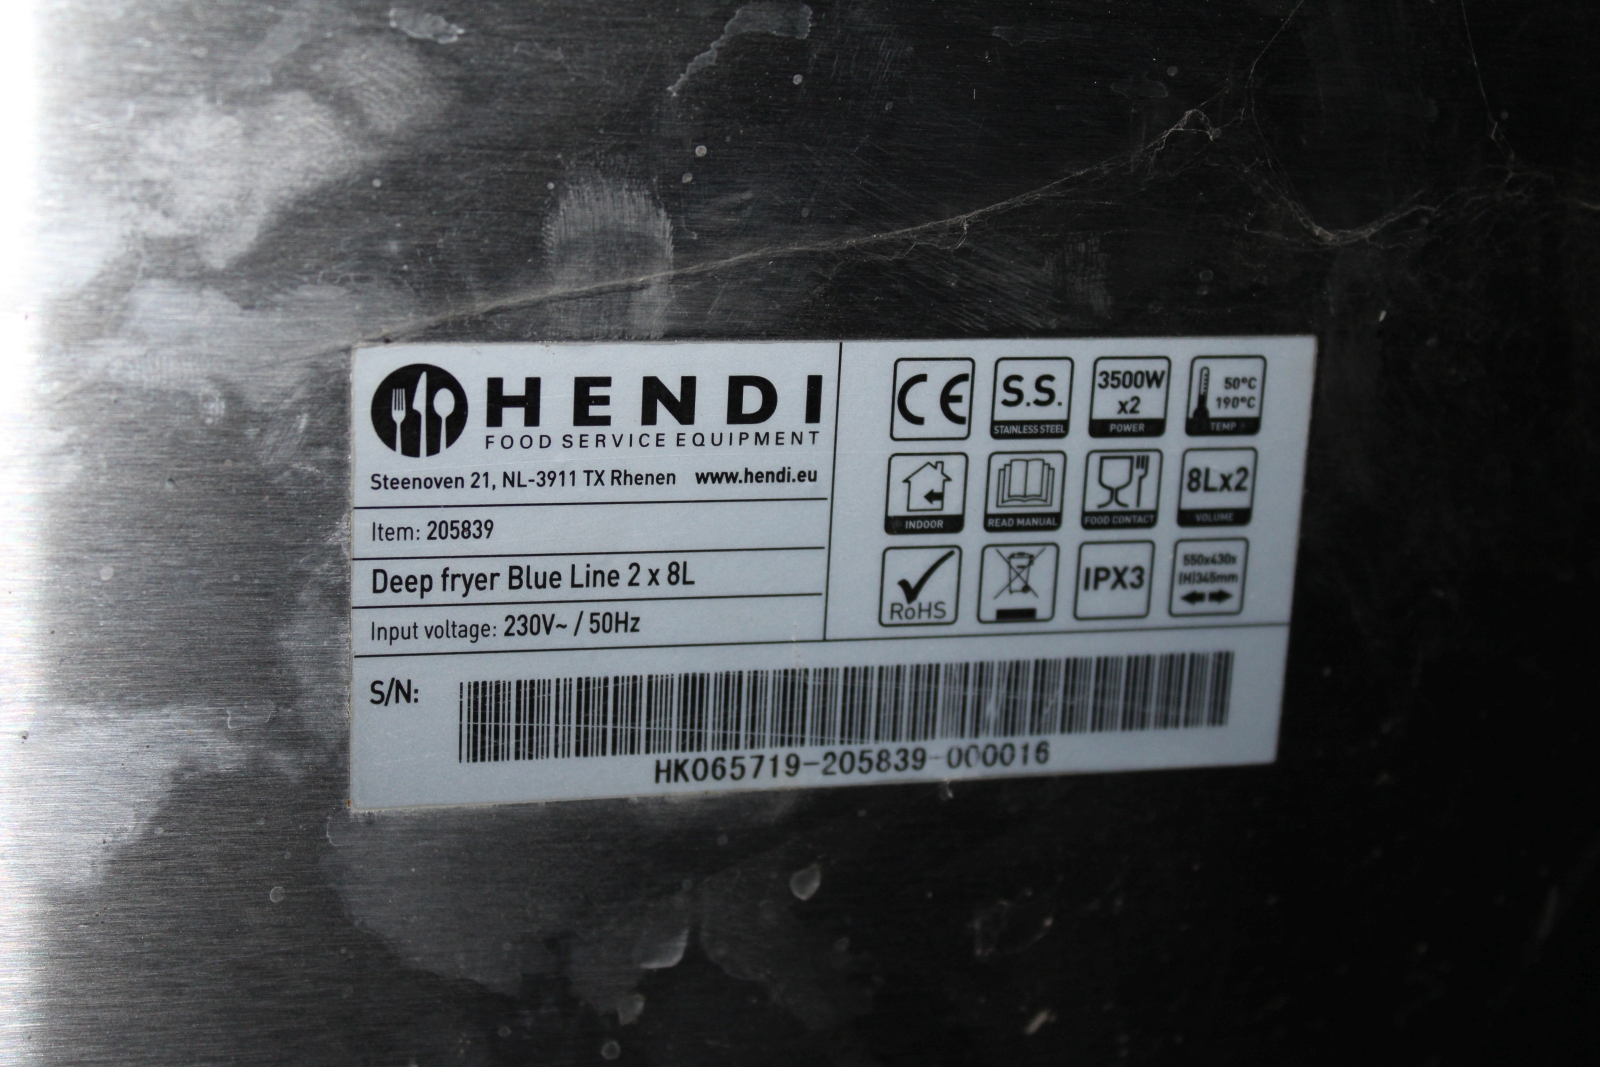 HENDI
FOOD SERVICE EQUIPMENT
Steenoven 21, NL-3911 TX Rhenen www.hendi.eu
Item: 205839
Deep fryer Blue Line 2 x 8L
Input voltage: 230V~ / 50Hz
CE
S.S.
STAINLESS STEEL
3500W
x2
POWER
50°C
190°C
TEMP
INDOOR
READ MANUAL
FOOD CONTACT
8Lx2
VOLUME
RoHS
IPX3
550x430x
(H)345mm
S/N:
HK065719-205839-000016